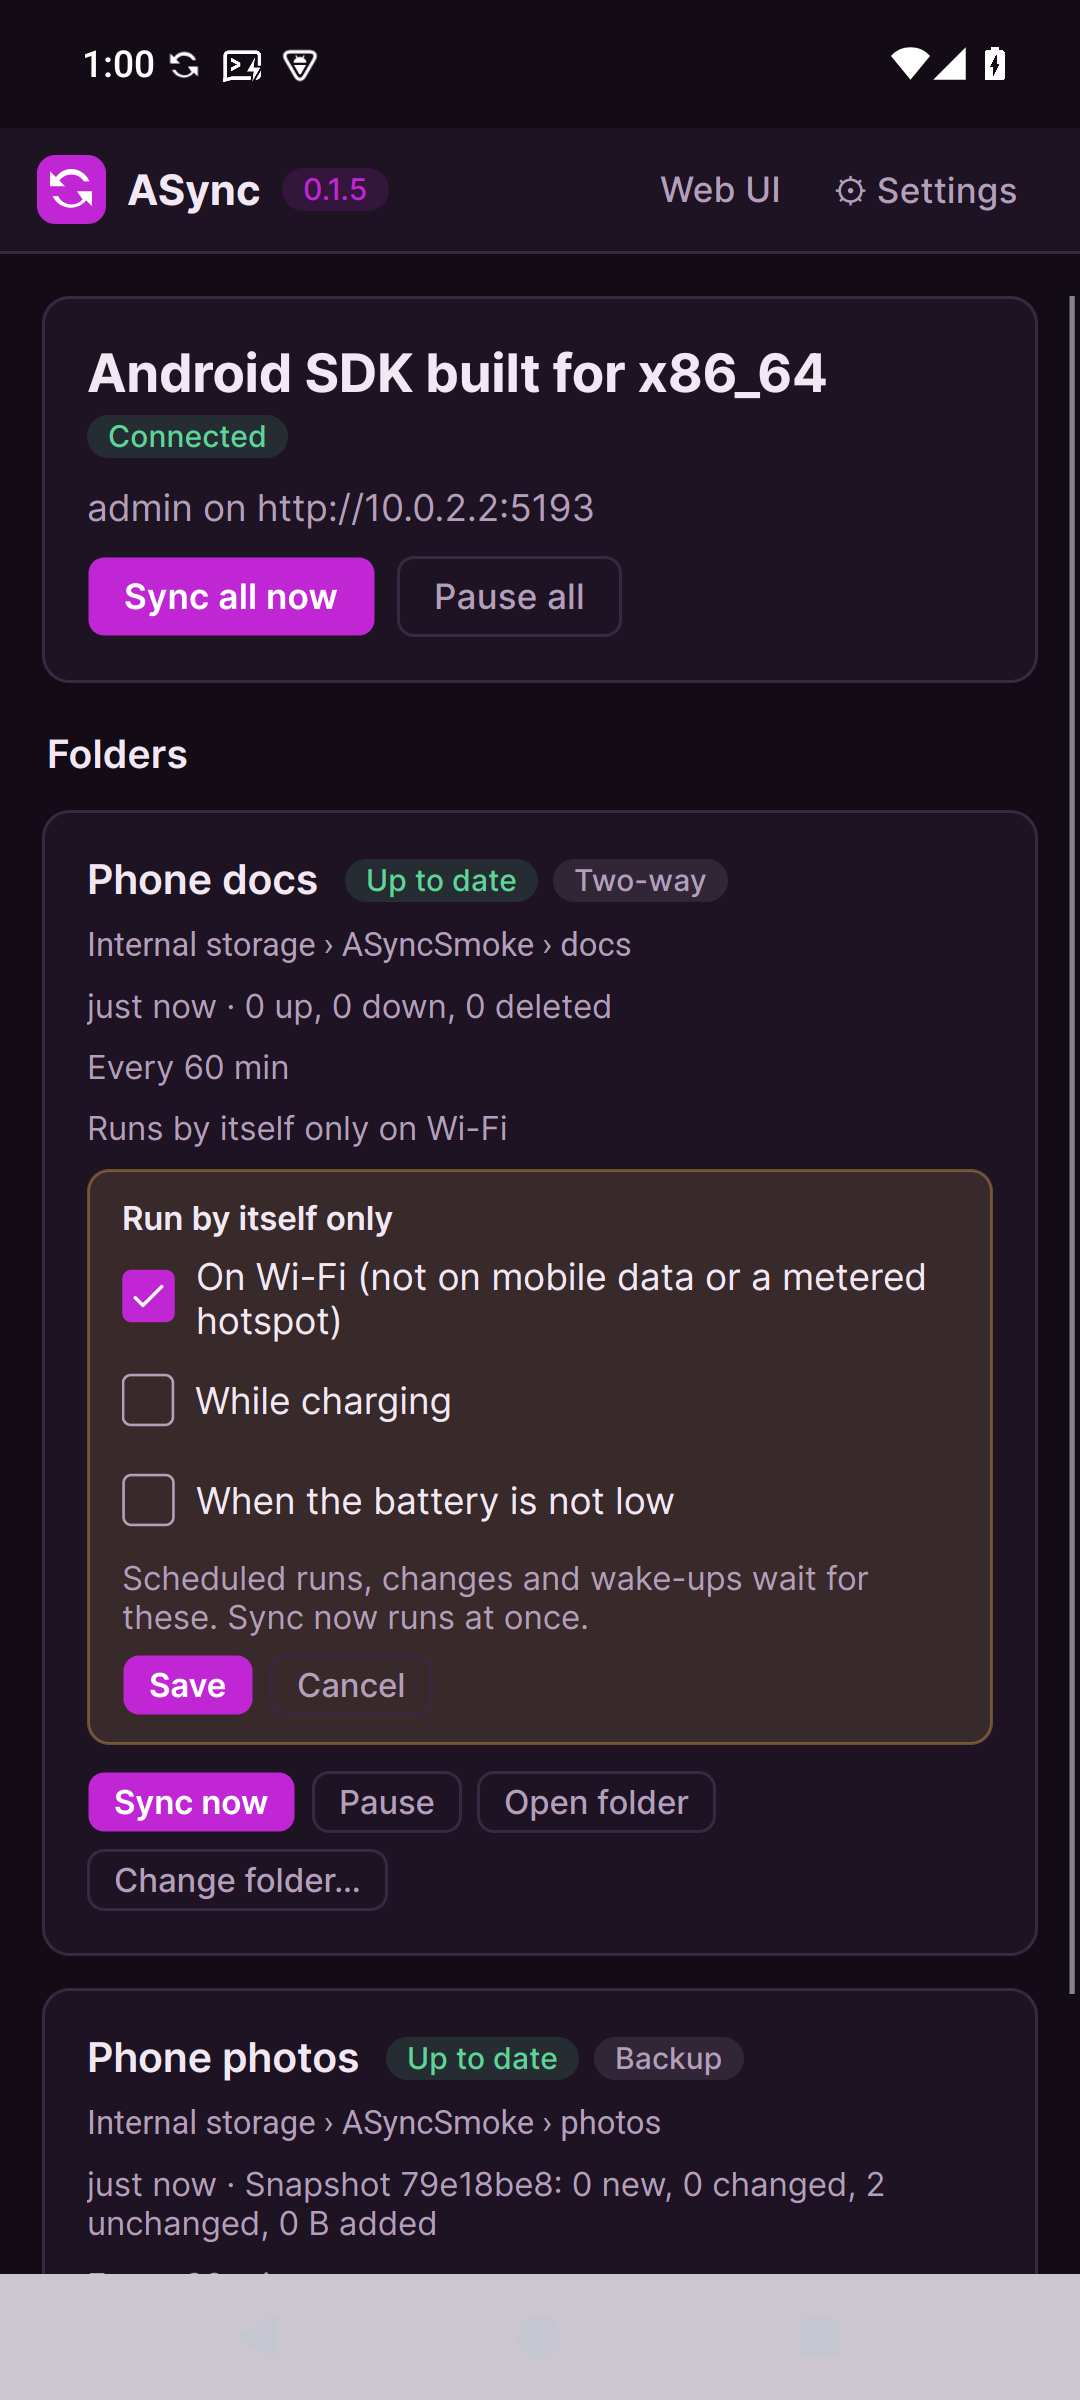 1:00
ASync 0.1.5 Web UI Settings
Android SDK built for x86_64
Connected
admin on http://10.0.2.2:5193
Sync all now Pause all
Folders
Phone docs Up to date Two-way
Internal storage › ASyncSmoke › docs
just now · 0 up, 0 down, 0 deleted
Every 60 min
Runs by itself only on Wi-Fi
Run by itself only
On Wi-Fi (not on mobile data or a metered
hotspot)
While charging
When the battery is not low
Scheduled runs, changes and wake-ups wait for
these. Sync now runs at once.
Save Cancel
Sync now Pause Open folder
Change folder...
Phone photos Up to date Backup
Internal storage › ASyncSmoke › photos
just now · Snapshot 79e18be8: 0 new, 0 changed, 2
unchanged, 0 B added